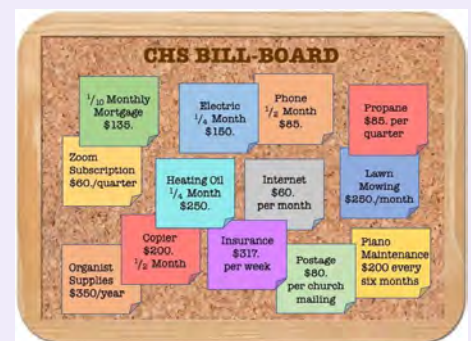 CHS BILL-BOARD
1/10 Monthly
Mortgage
$135.
Electric
1/4 Month
$150.
Phone
1/2 Month
$85.
Propane
$85. per
quarter
Zoom
Subscription
$60./quarter
Heating Oil
1/4 Month
$250.
Internet
$60.
per month
Lawn
Mowing
$250./month
Organist
Supplies
$350/year
Copier
$200.
1/2 Month
Insurance
$317.
per week
Postage
$80.
per church
mailing
Piano
Maintenance
$200 every
six months